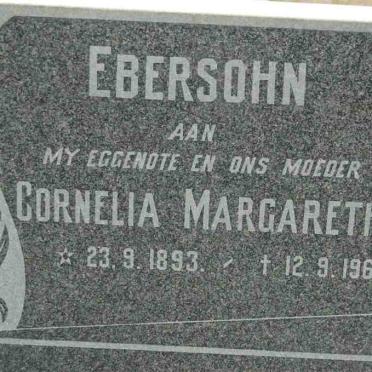 EBERSOHN
AAN
MY EGGENOTE EN ONS MOEDER
CORNELIA MARGARETH
☆ 23.9.1893. / † 12.9.196